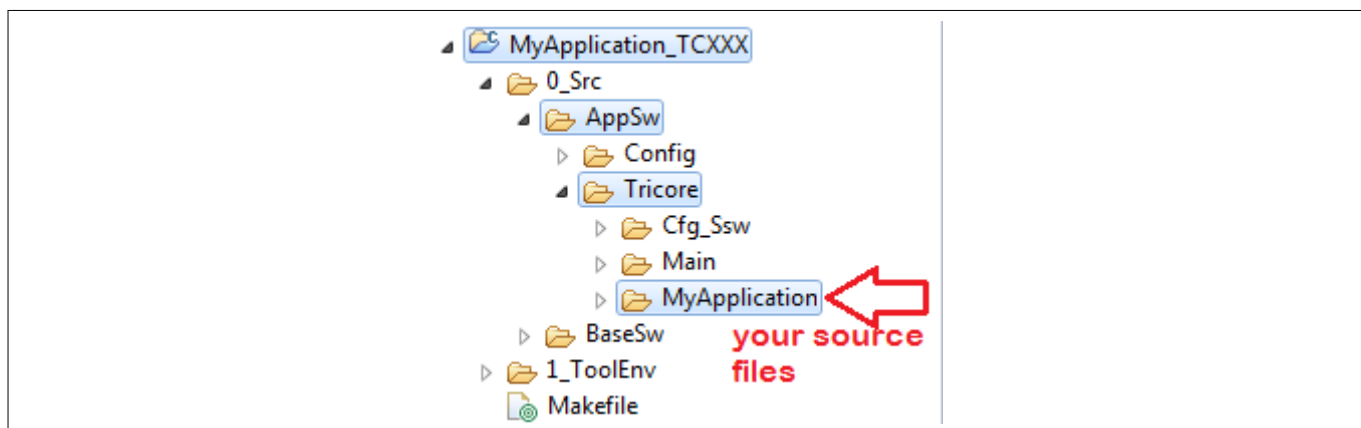 MyApplication_TCXXX
0_Src
AppSw
Config
Tricore
Cfg_Ssw
Main
MyApplication
BaseSw
your source
1_ToolEnv
files
Makefile